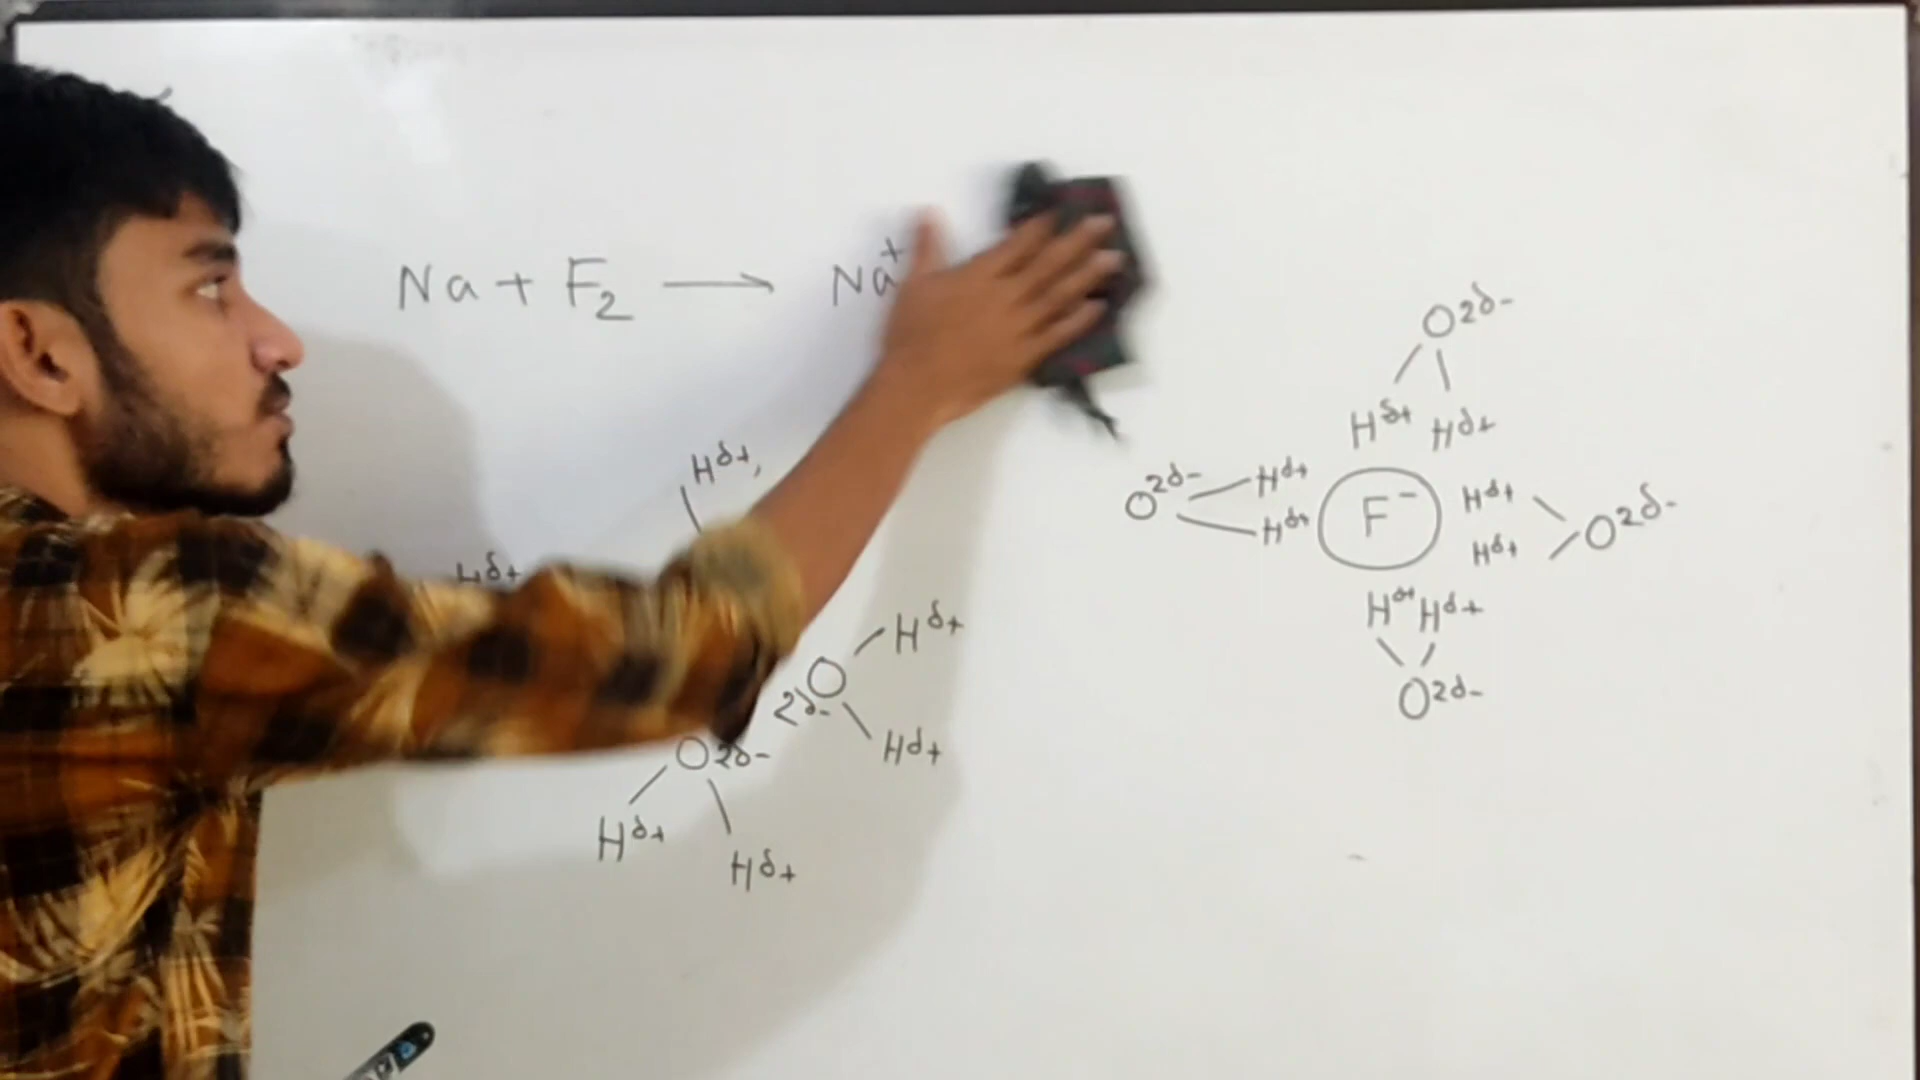 Na + F₂ ⟶ Na⁺
O²δ⁻
Hδ⁺ Hδ⁺
Hδ⁺
O²δ⁻ Hδ⁺ F⁻ Hδ⁺ O²δ⁻
Hδ⁺ Hδ⁺
Hδ⁺
Hδ⁺ Hδ⁺
O Hδ⁺
2δ⁻
O²δ⁻
O2δ⁻ Hδ⁺
Hδ⁺
Hδ⁺